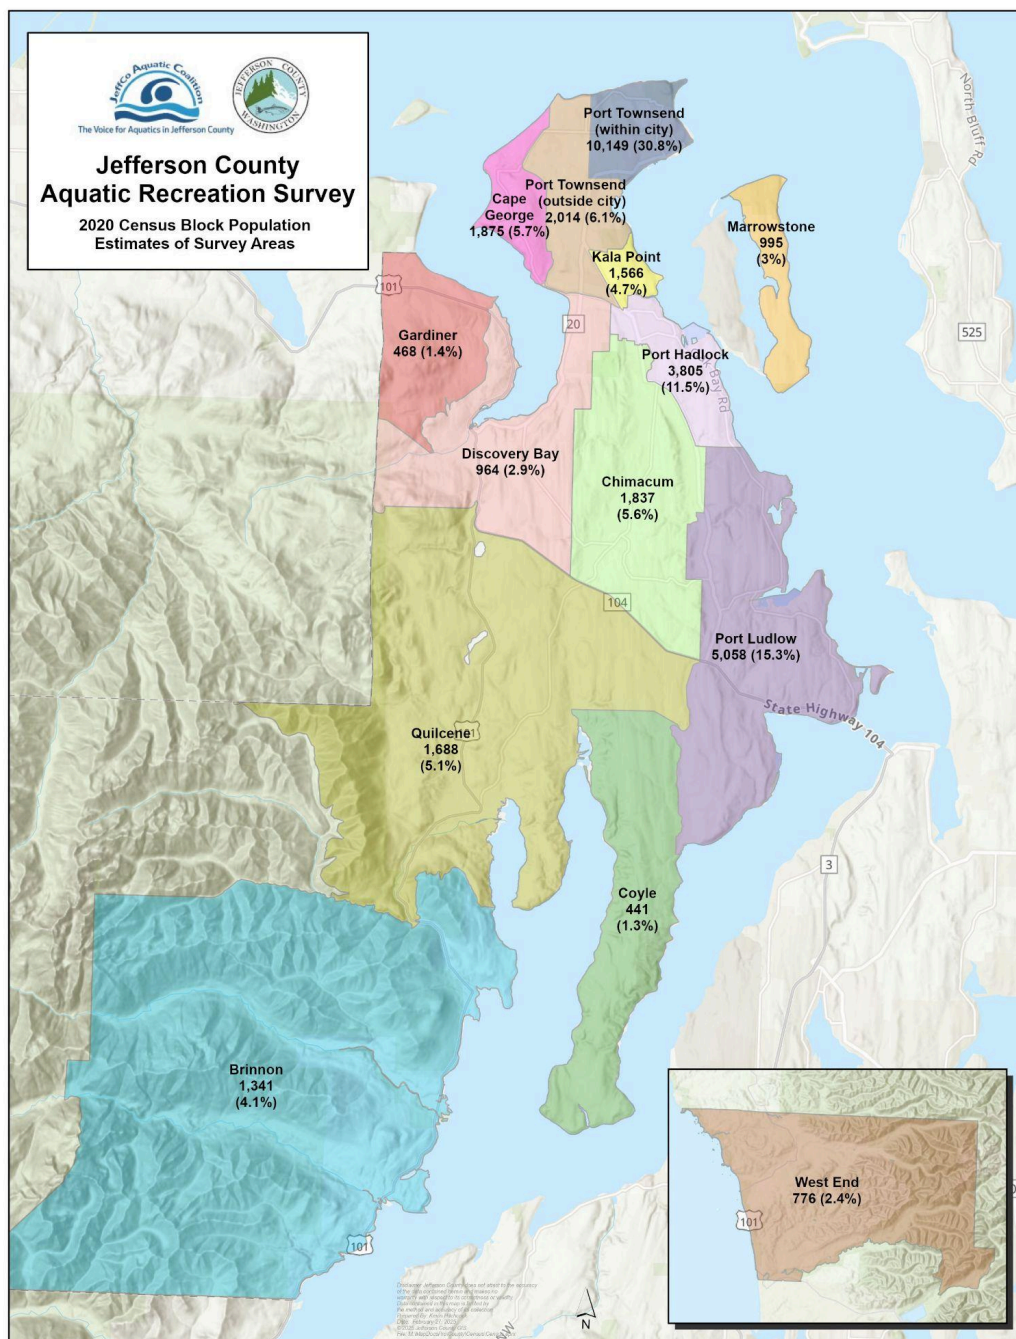 JeffCo Aquatic Coalition
The Voice for Aquatics in Jefferson County
JEFFERSON COUNTY
WASHINGTON
Jefferson County
Aquatic Recreation Survey
2020 Census Block Population
Estimates of Survey Areas
North Bluff Rd
Port Townsend
(within city)
10,149 (30.8%)
Port Townsend
(outside city)
2,014 (6.1%)
Cape
George
1,875 (5.7%)
Marrowstone
995
(3%)
Kala Point
1,566
(4.7%)
101
20
525
Gardiner
468 (1.4%)
Port Hadlock
3,805
(11.5%)
Bay Rd
Discovery Bay
964 (2.9%)
Chimacum
1,837
(5.6%)
104
Port Ludlow
5,058 (15.3%)
State Highway 104
Quilcene
1,688
(5.1%)
3
Coyle
441
(1.3%)
Brinnon
1,341
(4.1%)
101
West End
776 (2.4%)
101
N